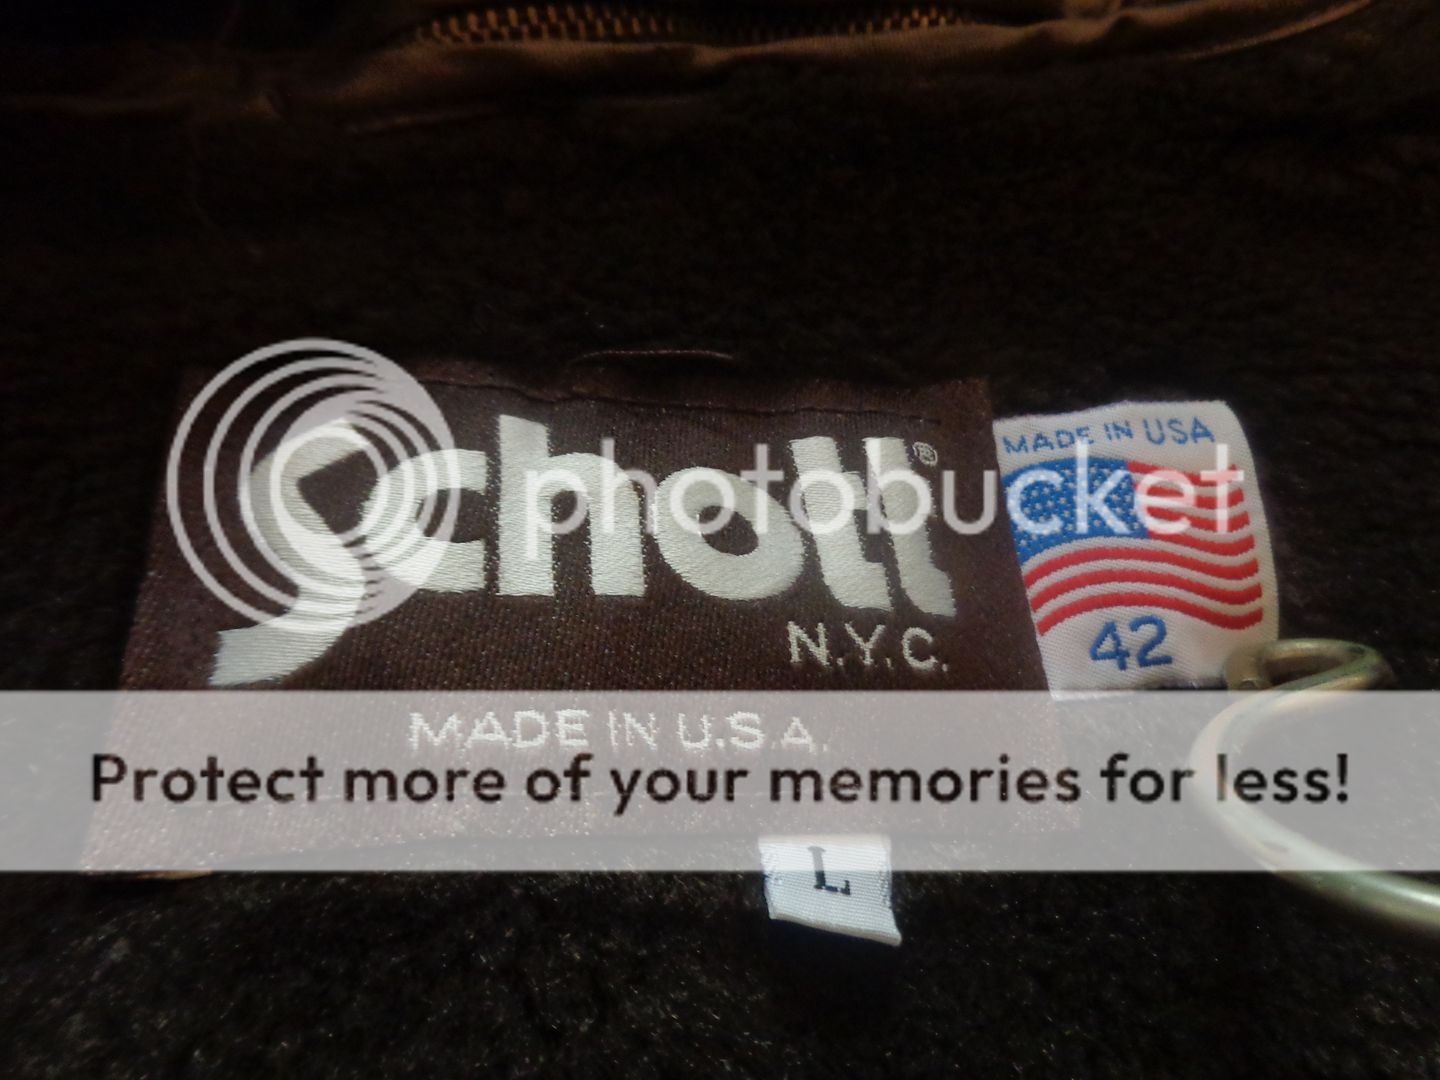 Schott®
N.Y.C.
MADE IN U.S.A.
MADE IN USA
42
L
photobucket
Protect more of your memories for less!